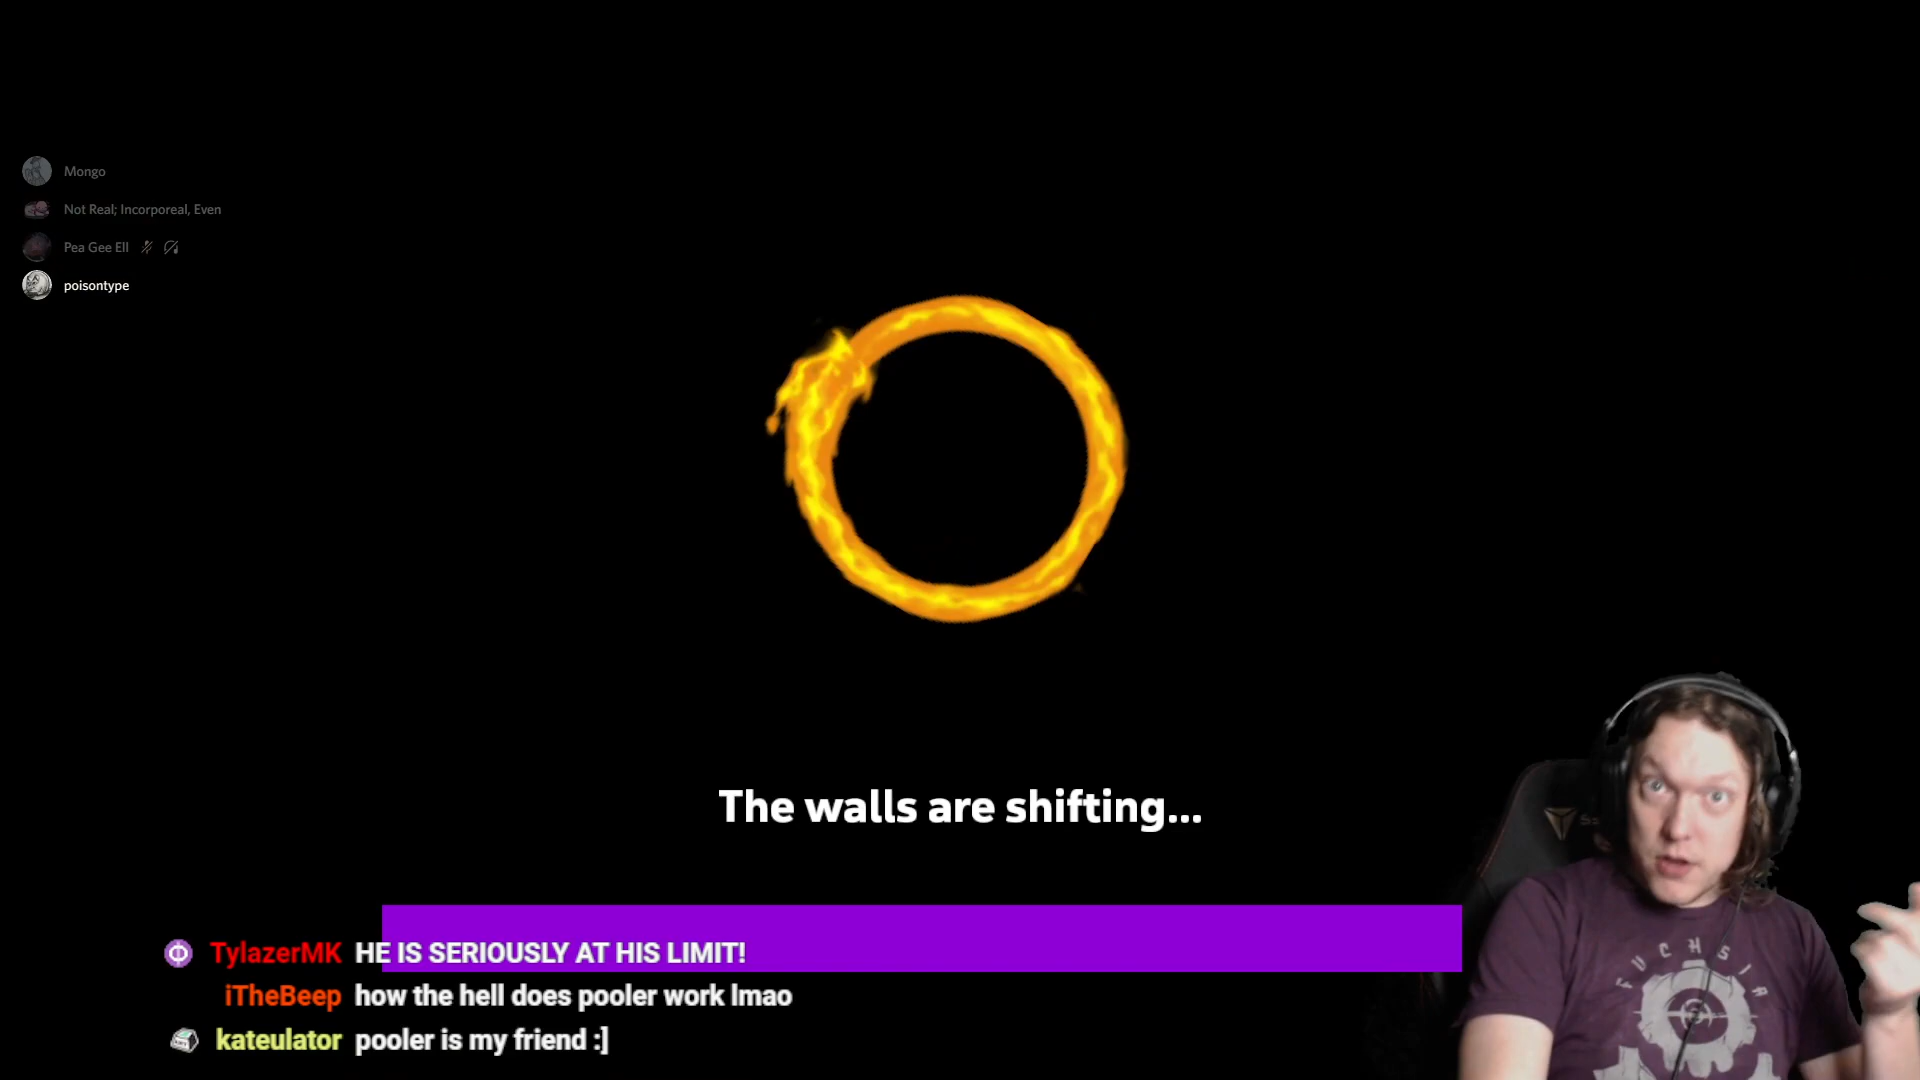 Mongo
Not Real; Incorporeal, Even
Pea Gee Ell
poisontype
The walls are shifting...
TylazerMK HE IS SERIOUSLY AT HIS LIMIT!
iTheBeep how the hell does pooler work lmao
kateulator pooler is my friend :]
FUCHSIA